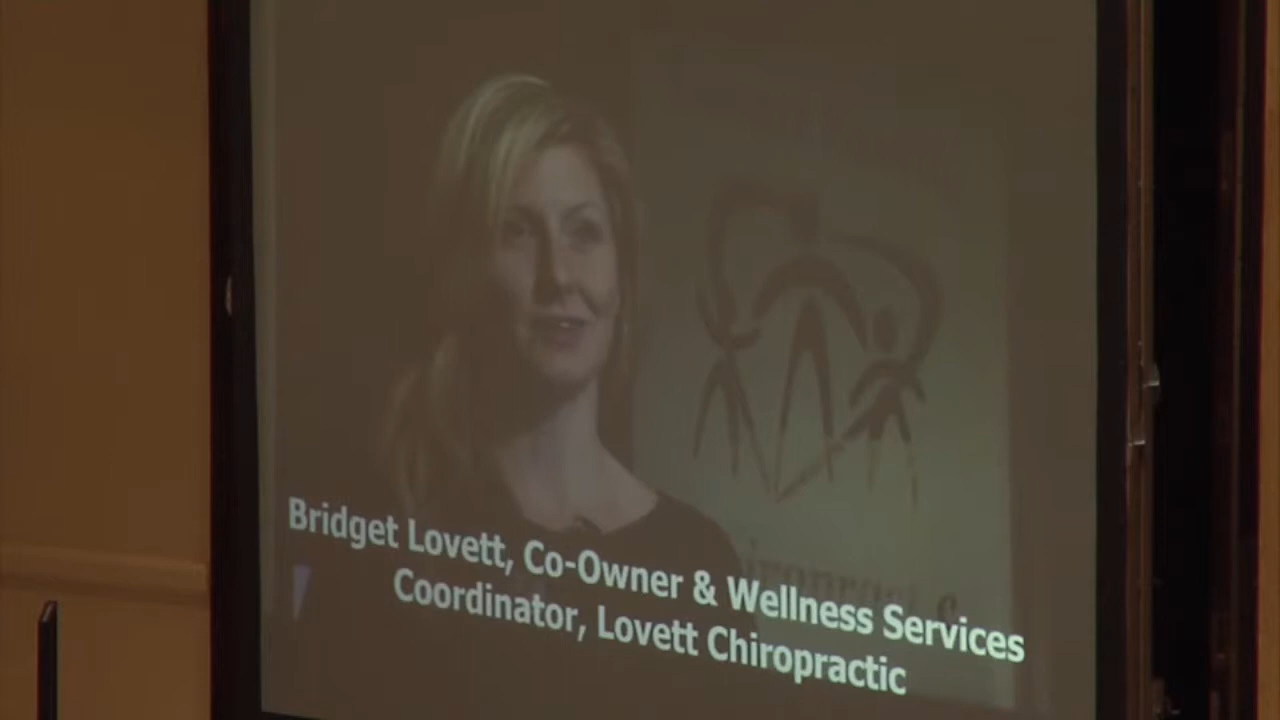 Bridget Lovett, Co-Owner & Wellness Services
Coordinator, Lovett Chiropractic